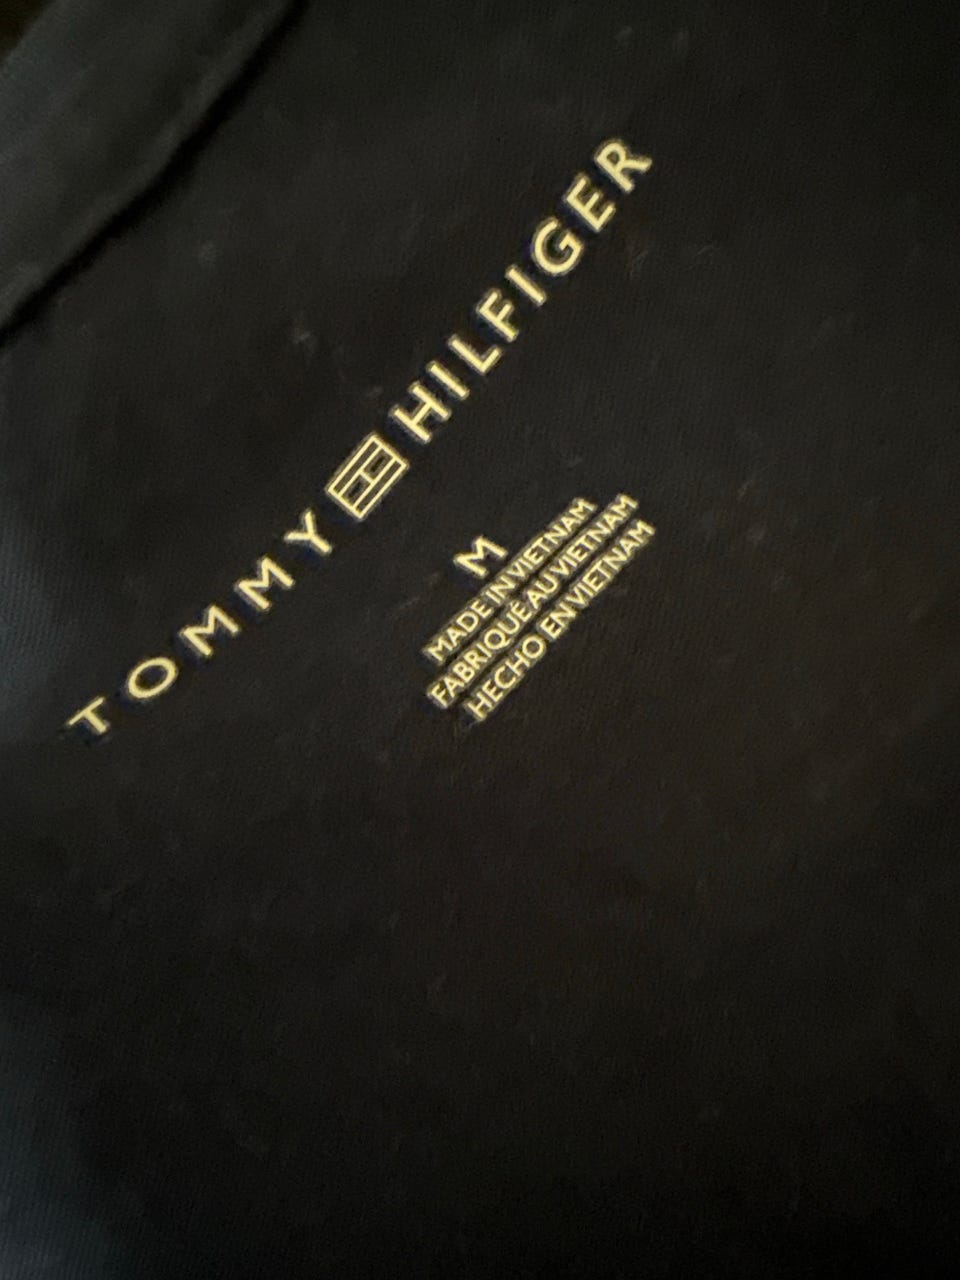 TOMMY HILFIGER
M
MADE IN VIETNAM
FABRIQUÉ AU VIETNAM
HECHO EN VIETNAM